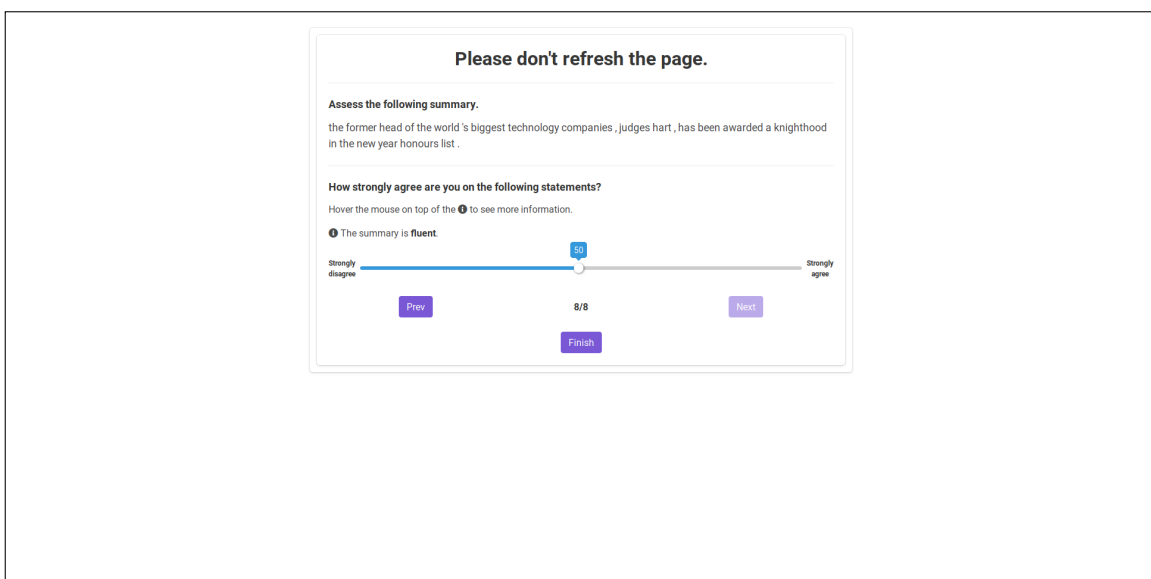 Please don't refresh the page.
Assess the following summary.
the former head of the world 's biggest technology companies , judges hart , has been awarded a knighthood
in the new year honours list .
How strongly agree are you on the following statements?
Hover the mouse on top of the to see more information.
The summary is fluent.
50
Strongly
disagree
Strongly
agree
Prev
8/8
Next
Finish